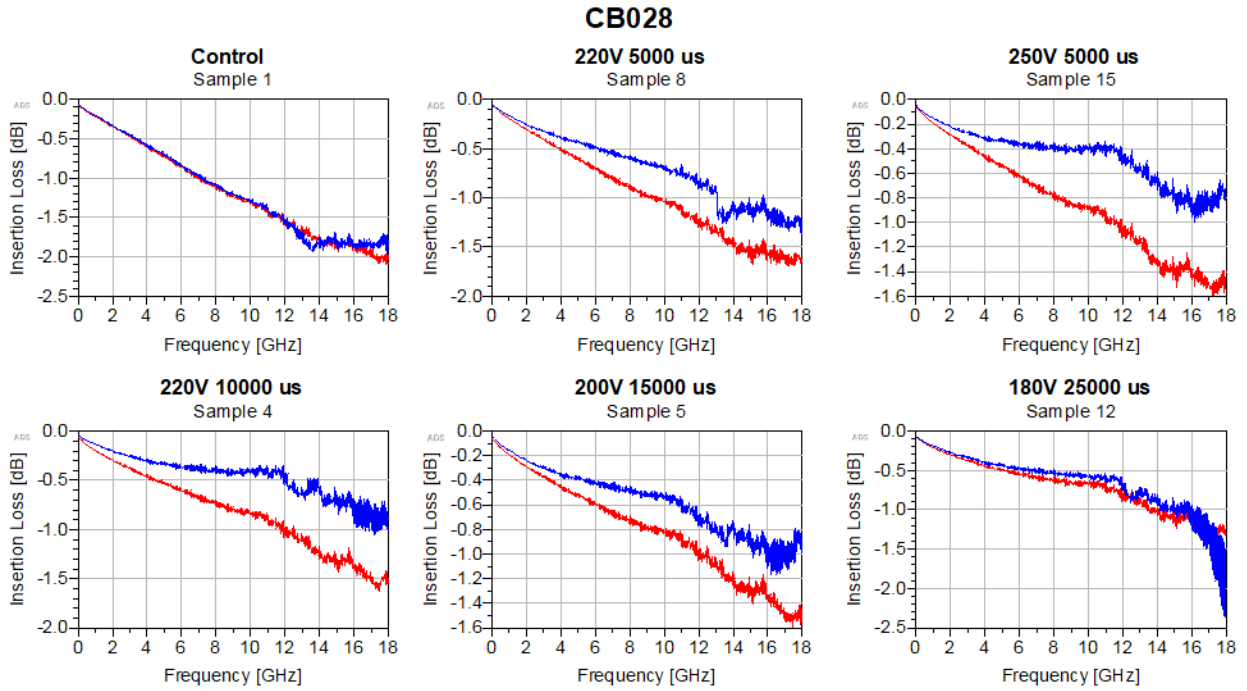 CB028
Control
Sample 1
ADS
0.0
-0.5
-1.0
-1.5
-2.0
-2.5
Insertion Loss [dB]
0 2 4 6 8 10 12 14 16 18
Frequency [GHz]
220V 5000 us
Sample 8
ADS
0.0
-0.5
-1.0
-1.5
-2.0
Insertion Loss [dB]
0 2 4 6 8 10 12 14 16 18
Frequency [GHz]
250V 5000 us
Sample 15
ADS
0.0
-0.2
-0.4
-0.6
-0.8
-1.0
-1.2
-1.4
-1.6
Insertion Loss [dB]
0 2 4 6 8 10 12 14 16 18
Frequency [GHz]
220V 10000 us
Sample 4
ADS
0.0
-0.5
-1.0
-1.5
-2.0
Insertion Loss [dB]
0 2 4 6 8 10 12 14 16 18
Frequency [GHz]
200V 15000 us
Sample 5
ADS
0.0
-0.2
-0.4
-0.6
-0.8
-1.0
-1.2
-1.4
-1.6
Insertion Loss [dB]
0 2 4 6 8 10 12 14 16 18
Frequency [GHz]
180V 25000 us
Sample 12
ADS
0.0
-0.5
-1.0
-1.5
-2.0
-2.5
Insertion Loss [dB]
0 2 4 6 8 10 12 14 16 18
Frequency [GHz]